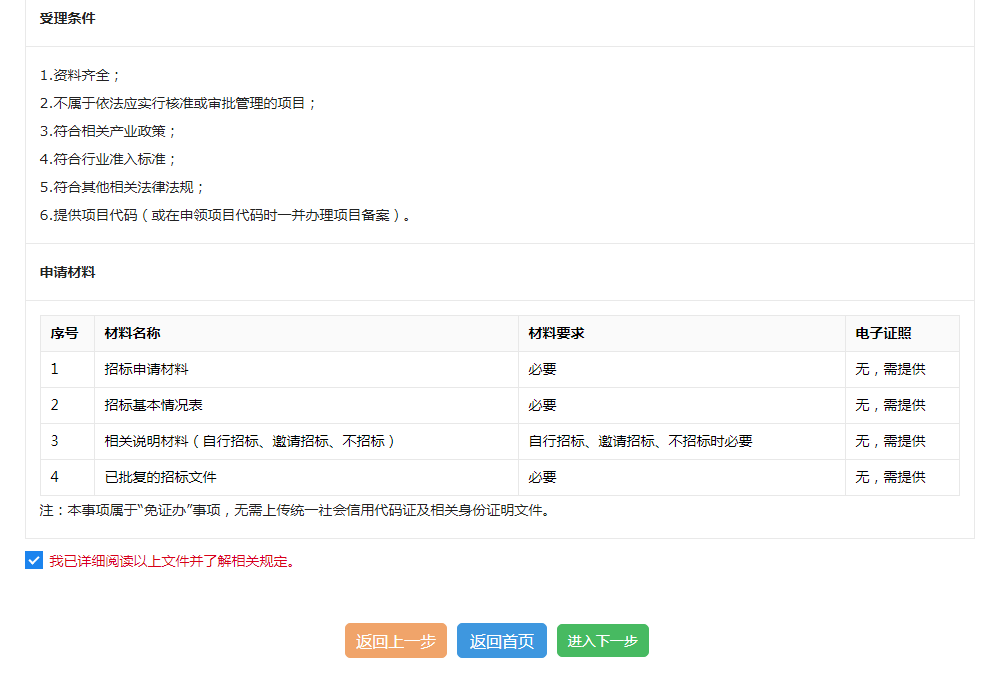 受理条件
1.资料齐全；
2.不属于依法应实行核准或审批管理的项目；
3.符合相关产业政策；
4.符合行业准入标准；
5.符合其他相关法律法规；
6.提供项目代码（或在申领项目代码时一并办理项目备案）。
申请材料
序号 材料名称 材料要求 电子证照
1 招标申请材料 必要 无，需提供
2 招标基本情况表 必要 无，需提供
3 相关说明材料（自行招标、邀请招标、不招标） 自行招标、邀请招标、不招标时必要 无，需提供
4 已批复的招标文件 必要 无，需提供
注：本事项属于“免证办”事项，无需上传统一社会信用代码证及相关身份证明文件。
我已详细阅读以上文件并了解相关规定。
返回上一步 返回首页 进入下一步